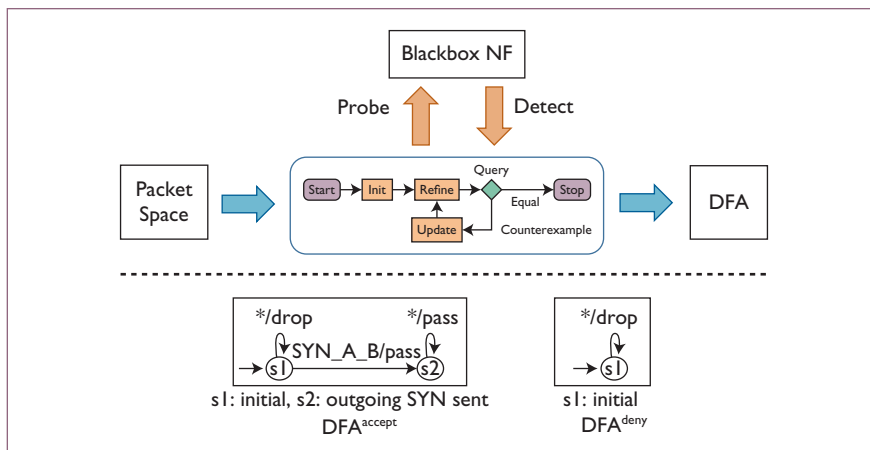 Blackbox NF
Probe
Detect
Packet
Space
Start
Init
Refine
Query
Equal
Stop
Update
Counterexample
DFA
*/drop
*/pass
SYN_A_B/pass
s1
s2
s1: initial, s2: outgoing SYN sent
DFAaccept
*/drop
s1
s1: initial
DFAdeny